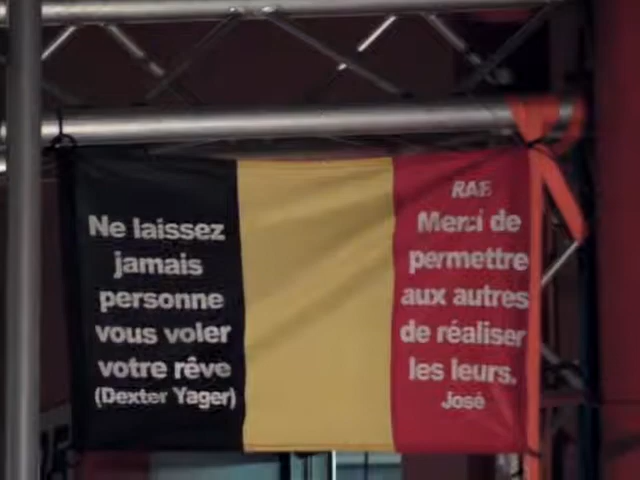 Ne laissez
jamais
personne
vous voler
votre rêve
(Dexter Yager)
RAB
Merci de
permettre
aux autres
de réaliser
les leurs.
José